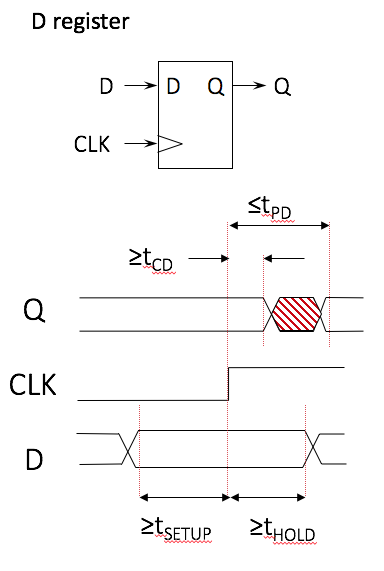 D register
D D Q Q
CLK
≤tPD
≥tCD
Q
CLK
D
≥tSETUP ≥tHOLD